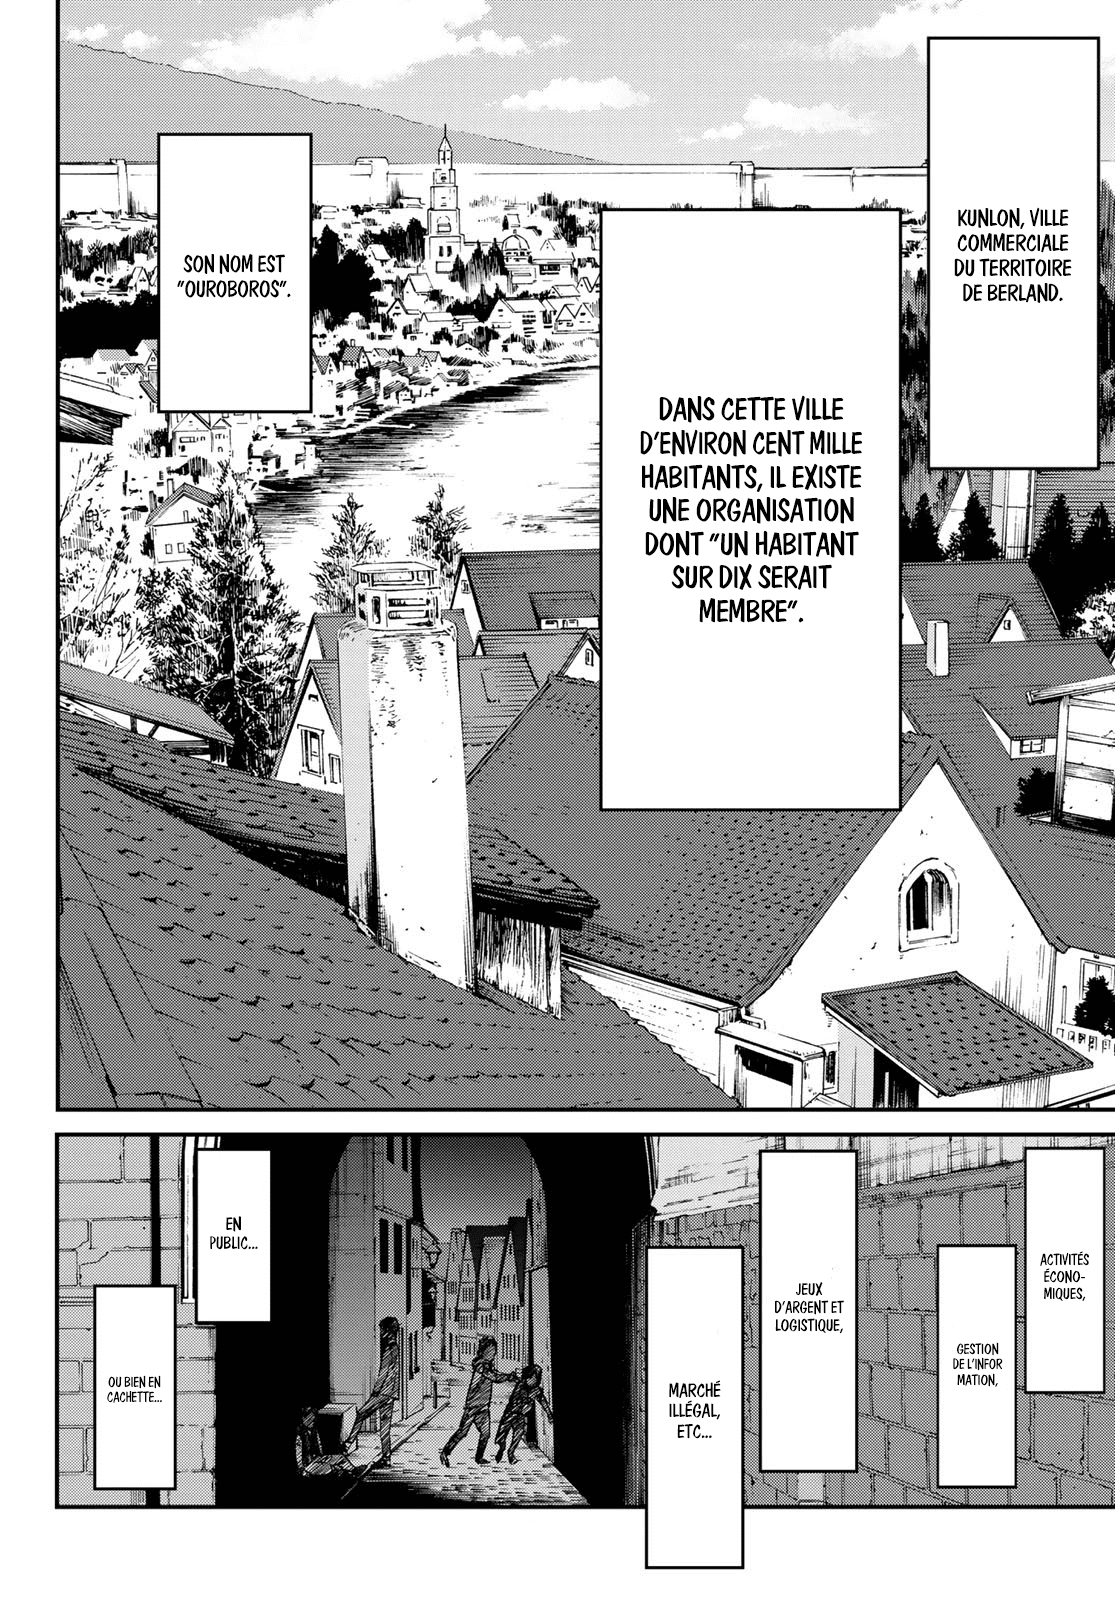 KUNLON, VILLE
COMMERCIALE
DU TERRITOIRE
DE BERLAND.
DANS CETTE VILLE
D'ENVIRON CENT MILLE
HABITANTS, IL EXISTE
UNE ORGANISATION
DONT "UN HABITANT
SUR DIX SERAIT
MEMBRE".
SON NOM EST
"OUROBOROS".
ACTIVITÉS
ÉCONO-
MIQUES,
GESTION
DE L'INFOR
MATION,
JEUX
D'ARGENT ET
LOGISTIQUE,
MARCHÉ
ILLÉGAL,
ETC...
EN
PUBLIC...
OU BIEN EN
CACHETTE...